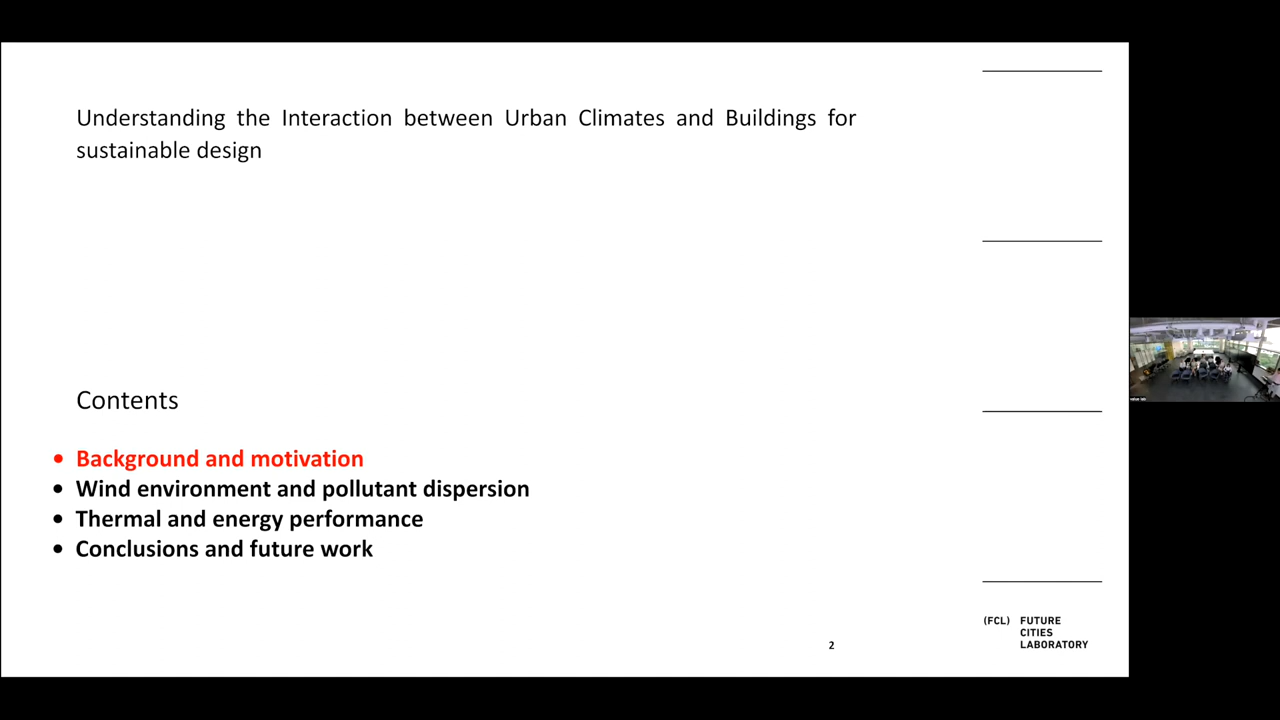 Understanding the Interaction between Urban Climates and Buildings for
sustainable design
Contents
• Background and motivation
• Wind environment and pollutant dispersion
• Thermal and energy performance
• Conclusions and future work
2
(FCL) FUTURE
CITIES
LABORATORY